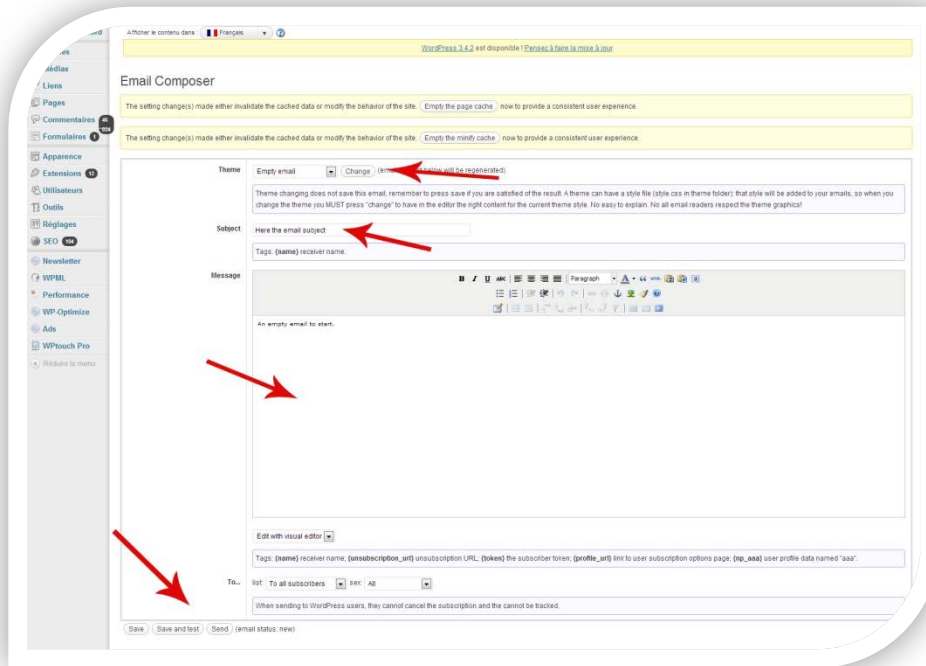 Afficher le contenu dans : Français
WordPress 3.4.2 est disponible ! Pensez à faire la mise à jour
Liens
Pages
Commentaires
Formulaires 1
Apparence
Extensions 12
Utilisateurs
Outils
Réglages
SEO 104
Newsletter
WPML
Performance
WP-Optimize
Ads
WPtouch Pro
Réduire le menu
Email Composer
The setting change(s) made either invalidate the cached data or modify the behavior of the site. Empty the page cache now to provide a consistent user experience.
The setting change(s) made either invalidate the cached data or modify the behavior of the site. Empty the minify cache now to provide a consistent user experience.
Theme Empty email Change below will be regenerated)
Theme changing does not save this email, remember to press save if you are satisfied of the result. A theme can have a style file (style.css in theme folder): that style will be added to your emails, so when you
change the theme you MUST press "change" to have in the editor the right content for the current theme style. No easy to explain. No all email readers respect the theme graphics!
Subject Here the email subject
Tags: {name} receiver name.
Message
B I U ABC Paragraph A HTML
An empty email to start.
Edit with visual editor
Tags: {name} receiver name; {unsubscription_url} unsubscription URL; {token} the subscriber token; {profile_url} link to user subscription options page; {np_aaa} user profile data named "aaa".
To... list: To all subscribers sex: All
When sending to WordPress users, they cannot cancel the subscription and the cannot be tracked.
Save Save and test Send (email status: new)